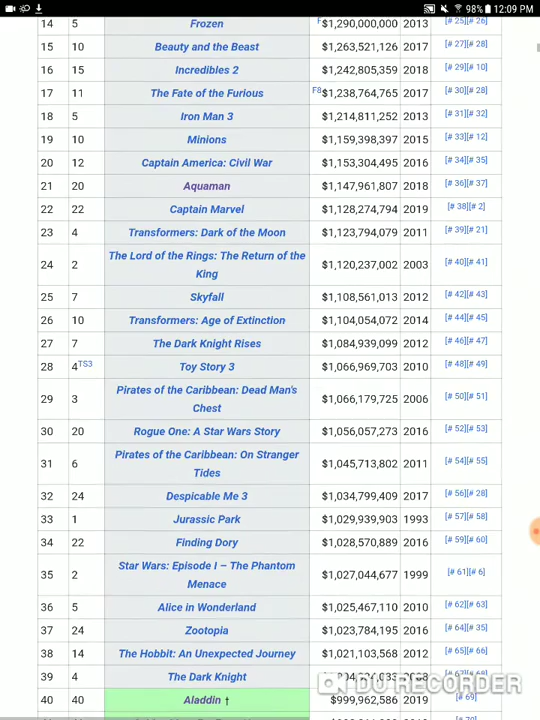 98% 12:09 PM
14 5 Frozen F$1,290,000,000 2013 [# 25][# 26]
15 10 Beauty and the Beast $1,263,521,126 2017 [# 27][# 28]
16 15 Incredibles 2 $1,242,805,359 2018 [# 29][# 10]
17 11 The Fate of the Furious F8$1,238,764,765 2017 [# 30][# 28]
18 5 Iron Man 3 $1,214,811,252 2013 [# 31][# 32]
19 10 Minions $1,159,398,397 2015 [# 33][# 12]
20 12 Captain America: Civil War $1,153,304,495 2016 [# 34][# 35]
21 20 Aquaman $1,147,961,807 2018 [# 36][# 37]
22 22 Captain Marvel $1,128,274,794 2019 [# 38][# 2]
23 4 Transformers: Dark of the Moon $1,123,794,079 2011 [# 39][# 21]
24 2 The Lord of the Rings: The Return of the
King $1,120,237,002 2003 [# 40][# 41]
25 7 Skyfall $1,108,561,013 2012 [# 42][# 43]
26 10 Transformers: Age of Extinction $1,104,054,072 2014 [# 44][# 45]
27 7 The Dark Knight Rises $1,084,939,099 2012 [# 46][# 47]
28 4TS3 Toy Story 3 $1,066,969,703 2010 [# 48][# 49]
29 3 Pirates of the Caribbean: Dead Man's
Chest $1,066,179,725 2006 [# 50][# 51]
30 20 Rogue One: A Star Wars Story $1,056,057,273 2016 [# 52][# 53]
31 6 Pirates of the Caribbean: On Stranger
Tides $1,045,713,802 2011 [# 54][# 55]
32 24 Despicable Me 3 $1,034,799,409 2017 [# 56][# 28]
33 1 Jurassic Park $1,029,939,903 1993 [# 57][# 58]
34 22 Finding Dory $1,028,570,889 2016 [# 59][# 60]
35 2 Star Wars: Episode I – The Phantom
Menace $1,027,044,677 1999 [# 61][# 6]
36 5 Alice in Wonderland $1,025,467,110 2010 [# 62][# 63]
37 24 Zootopia $1,023,784,195 2016 [# 64][# 35]
38 14 The Hobbit: An Unexpected Journey $1,021,103,568 2012 [# 65][# 66]
39 4 The Dark Knight
DU RECORDER
40 40 Aladdin † $999,962,586 2019 [# 69]